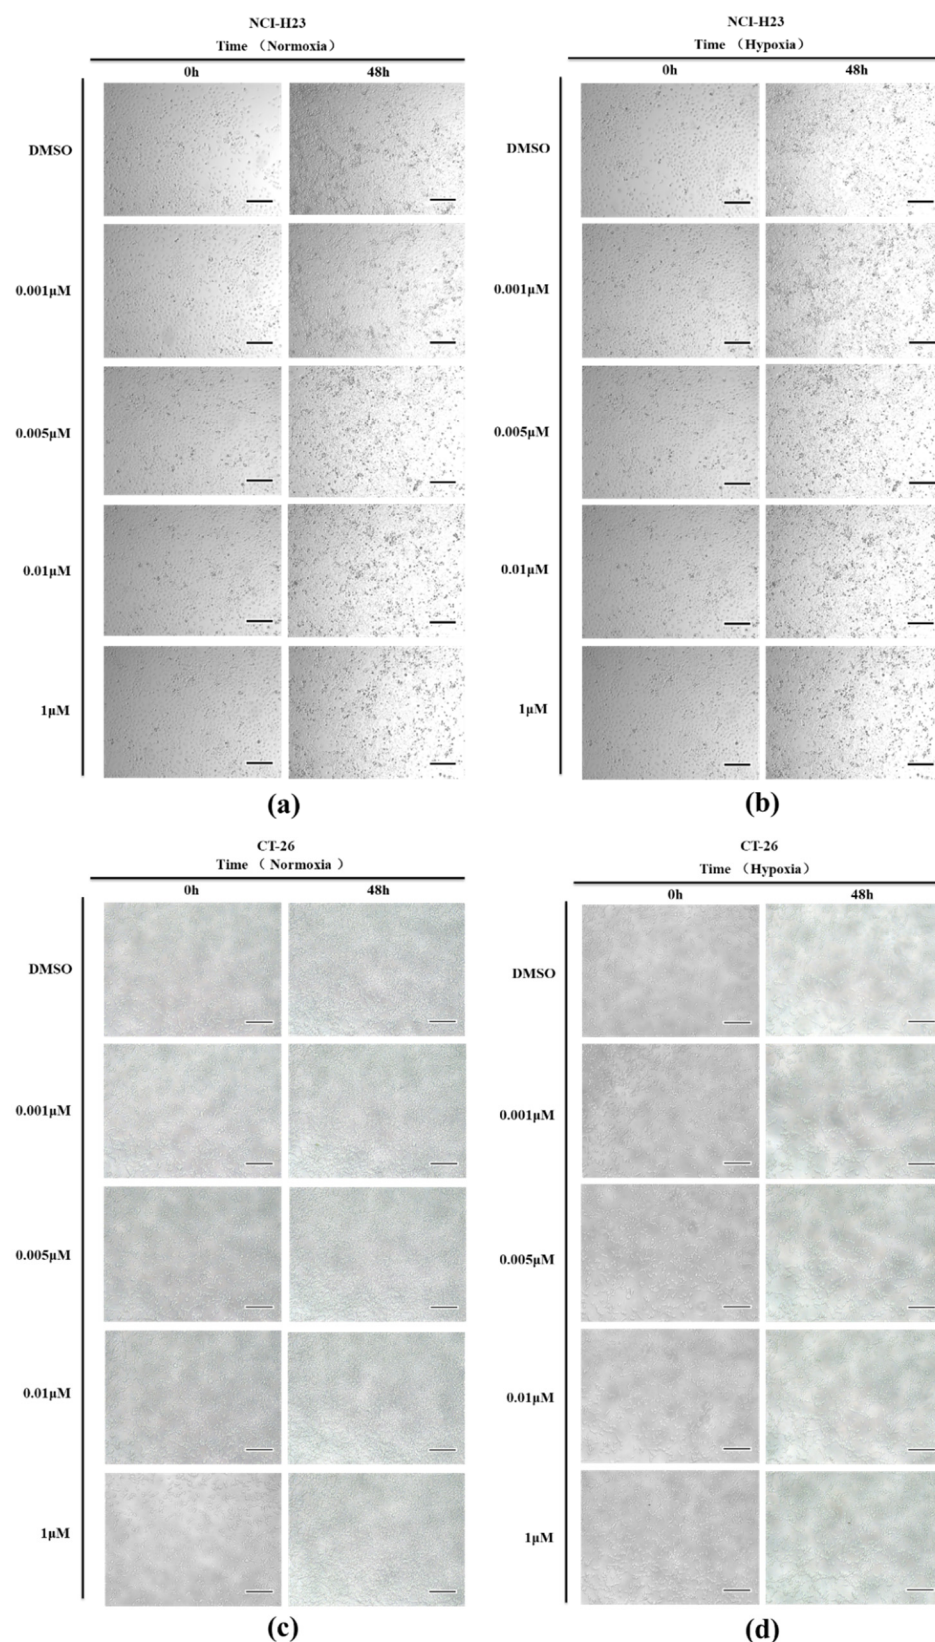 NCI-H23
Time （Normoxia）
0h 48h
DMSO
0.001μM
0.005μM
0.01μM
1μM
(a)
NCI-H23
Time （Hypoxia）
0h 48h
DMSO
0.001μM
0.005μM
0.01μM
1μM
(b)
CT-26
Time （ Normoxia ）
0h 48h
DMSO
0.001μM
0.005μM
0.01μM
1μM
(c)
CT-26
Time （Hypoxia）
0h 48h
DMSO
0.001μM
0.005μM
0.01μM
1μM
(d)